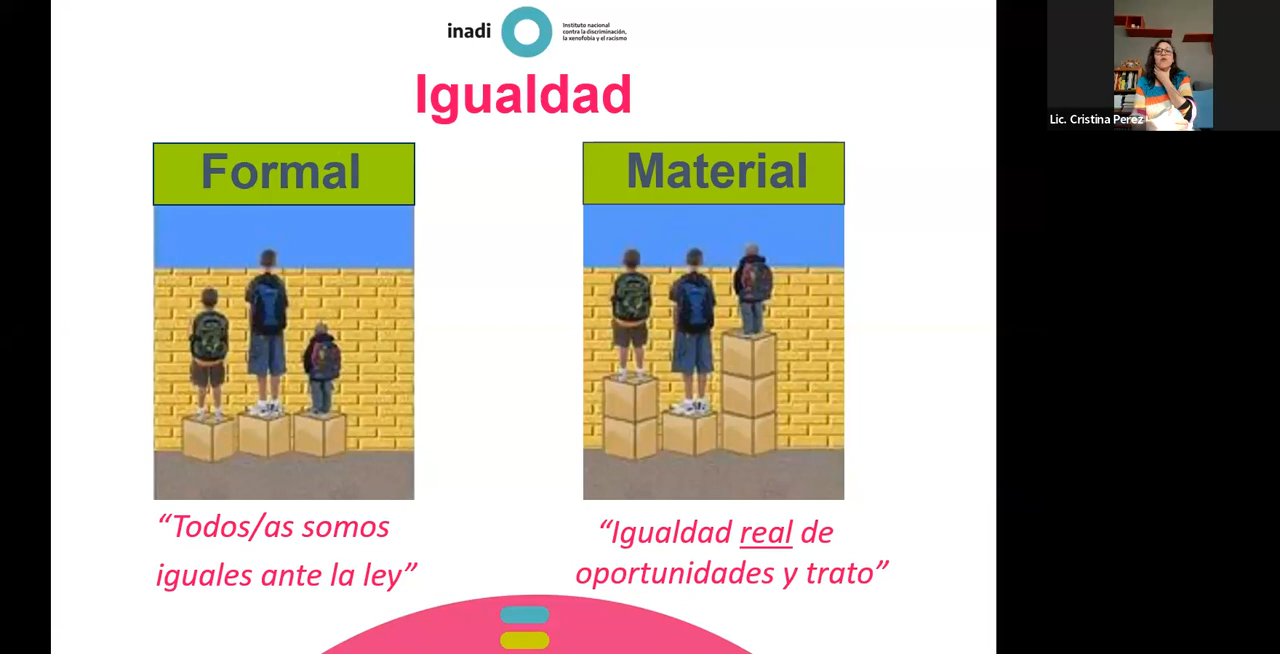 inadi
Instituto nacional
contra la discriminación,
la xenofobia y el racismo
Igualdad
Formal
Material
“Todos/as somos
iguales ante la ley”
“Igualdad real de
oportunidades y trato”
Lic. Cristina Perez